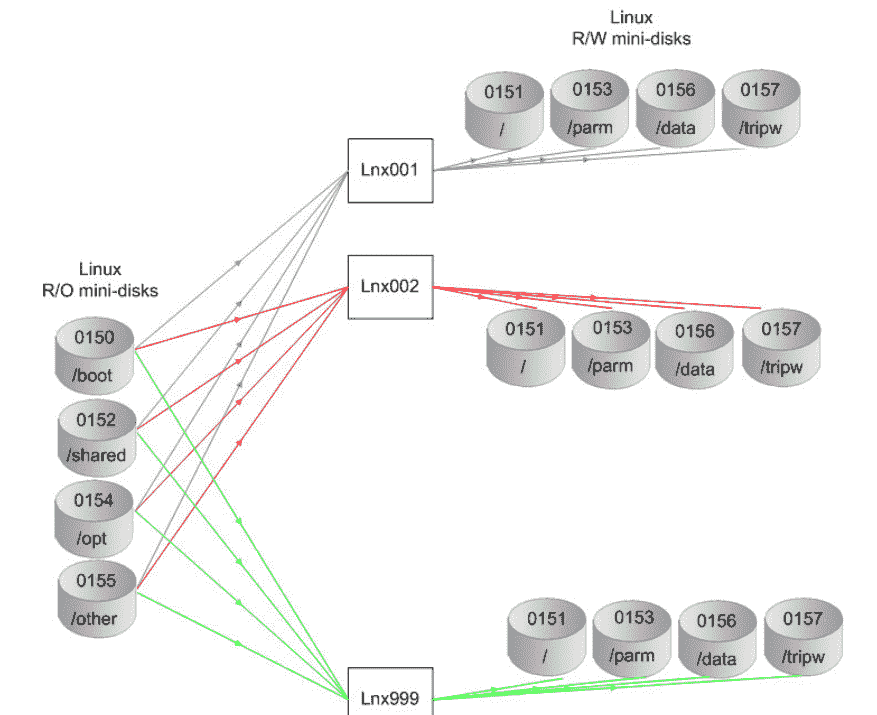 Linux
R/W mini-disks
0151
/
0153
/parm
0156
/data
0157
/tripw
Lnx001
Linux
R/O mini-disks
0150
/boot
0152
/shared
0154
/opt
0155
/other
Lnx002
0151
/
0153
/parm
0156
/data
0157
/tripw
Lnx999
0151
/
0153
/parm
0156
/data
0157
/tripw